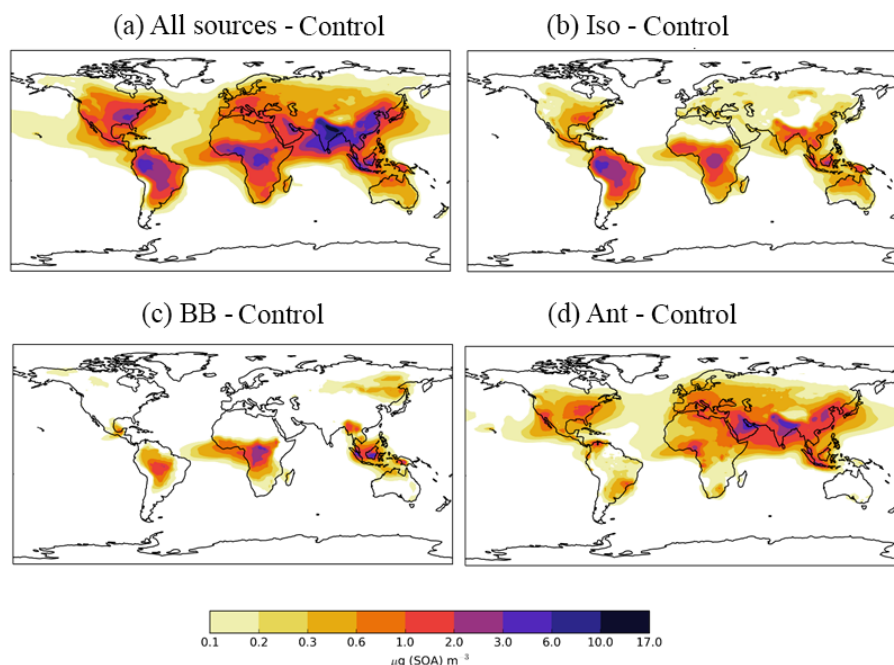 (a) All sources - Control
(b) Iso - Control
(c) BB - Control
(d) Ant - Control
0.1 0.2 0.3 0.6 1.0 2.0 3.0 6.0 10.0 17.0
μg (SOA) m⁻³